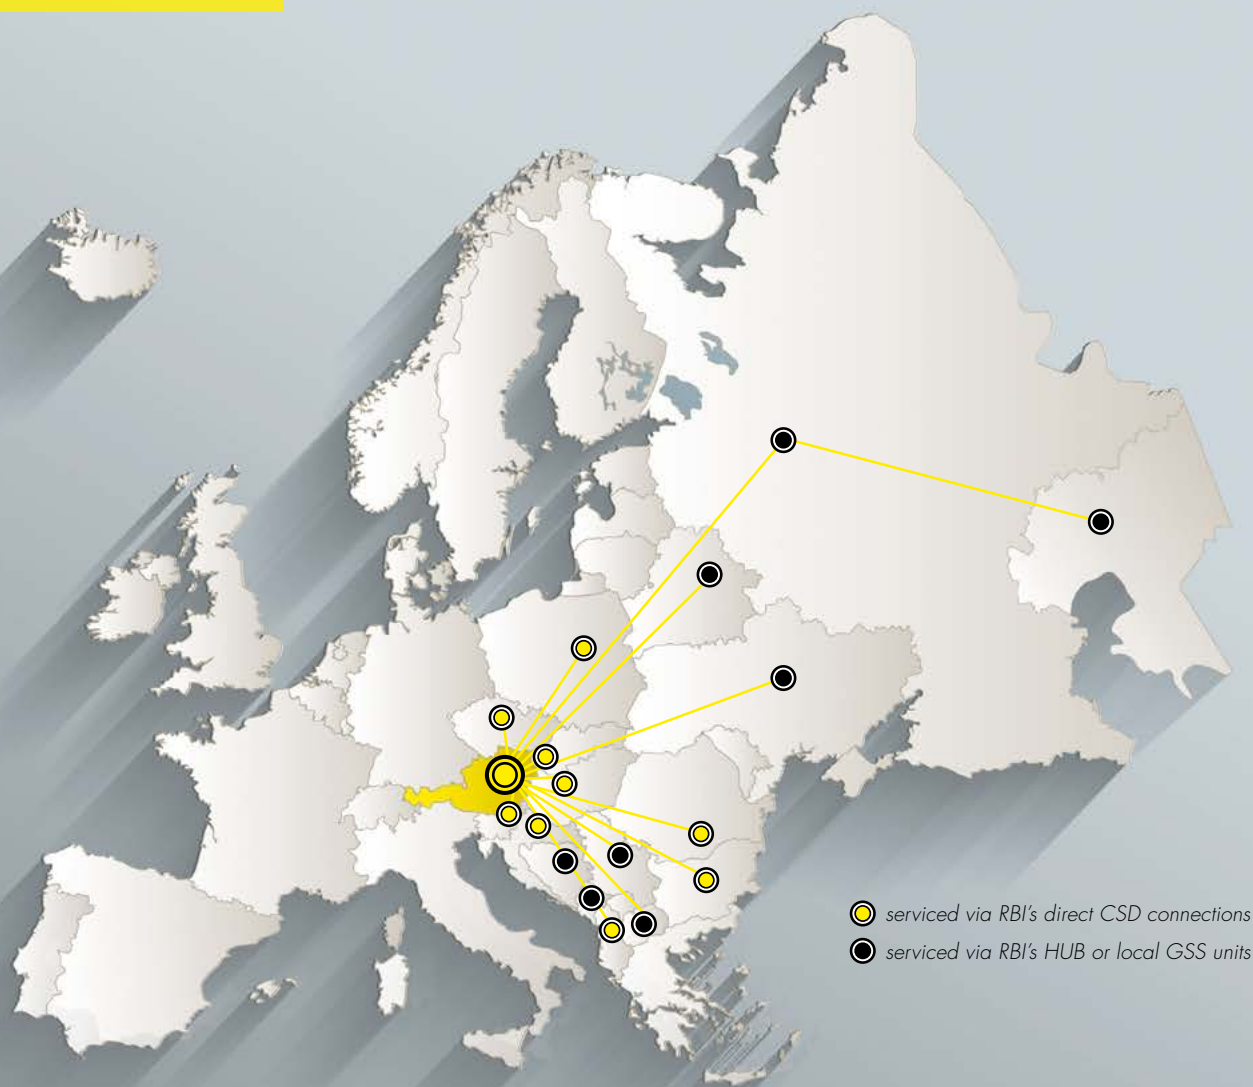 serviced via RBI's direct CSD connections
serviced via RBI's HUB or local GSS units